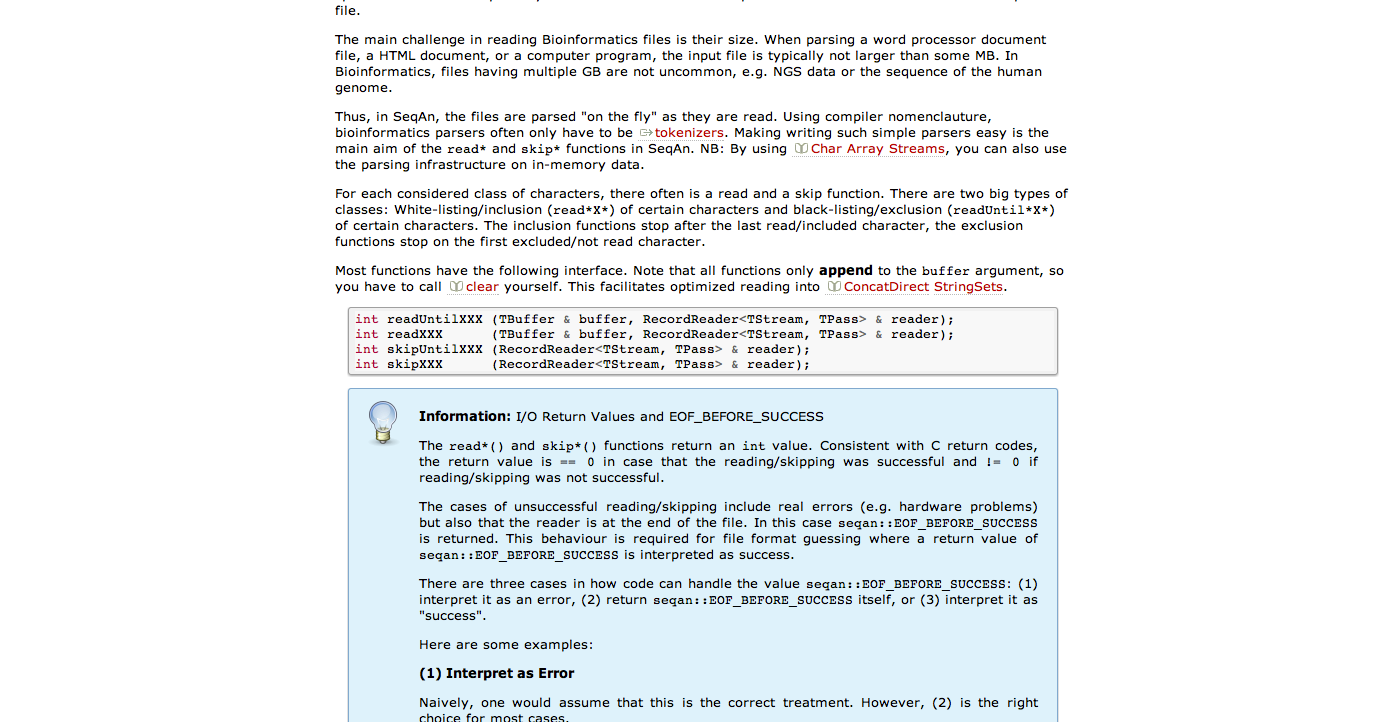 file.
The main challenge in reading Bioinformatics files is their size. When parsing a word processor document
file, a HTML document, or a computer program, the input file is typically not larger than some MB. In
Bioinformatics, files having multiple GB are not uncommon, e.g. NGS data or the sequence of the human
genome.
Thus, in SeqAn, the files are parsed "on the fly" as they are read. Using compiler nomenclauture,
bioinformatics parsers often only have to be tokenizers. Making writing such simple parsers easy is the
main aim of the read* and skip* functions in SeqAn. NB: By using Char Array Streams, you can also use
the parsing infrastructure on in-memory data.
For each considered class of characters, there often is a read and a skip function. There are two big types of
classes: White-listing/inclusion (read*X*) of certain characters and black-listing/exclusion (readUntil*X*)
of certain characters. The inclusion functions stop after the last read/included character, the exclusion
functions stop on the first excluded/not read character.
Most functions have the following interface. Note that all functions only append to the buffer argument, so
you have to call clear yourself. This facilitates optimized reading into ConcatDirect StringSets.
int readUntilXXX (TBuffer & buffer, RecordReader<TStream, TPass> & reader);
int readXXX (TBuffer & buffer, RecordReader<TStream, TPass> & reader);
int skipUntilXXX (RecordReader<TStream, TPass> & reader);
int skipXXX (RecordReader<TStream, TPass> & reader);
Information: I/O Return Values and EOF_BEFORE_SUCCESS
The read*() and skip*() functions return an int value. Consistent with C return codes,
the return value is == 0 in case that the reading/skipping was successful and != 0 if
reading/skipping was not successful.
The cases of unsuccessful reading/skipping include real errors (e.g. hardware problems)
but also that the reader is at the end of the file. In this case seqan::EOF_BEFORE_SUCCESS
is returned. This behaviour is required for file format guessing where a return value of
seqan::EOF_BEFORE_SUCCESS is interpreted as success.
There are three cases in how code can handle the value seqan::EOF_BEFORE_SUCCESS: (1)
interpret it as an error, (2) return seqan::EOF_BEFORE_SUCCESS itself, or (3) interpret it as
"success".
Here are some examples:
(1) Interpret as Error
Naively, one would assume that this is the correct treatment. However, (2) is the right
choice for most cases.